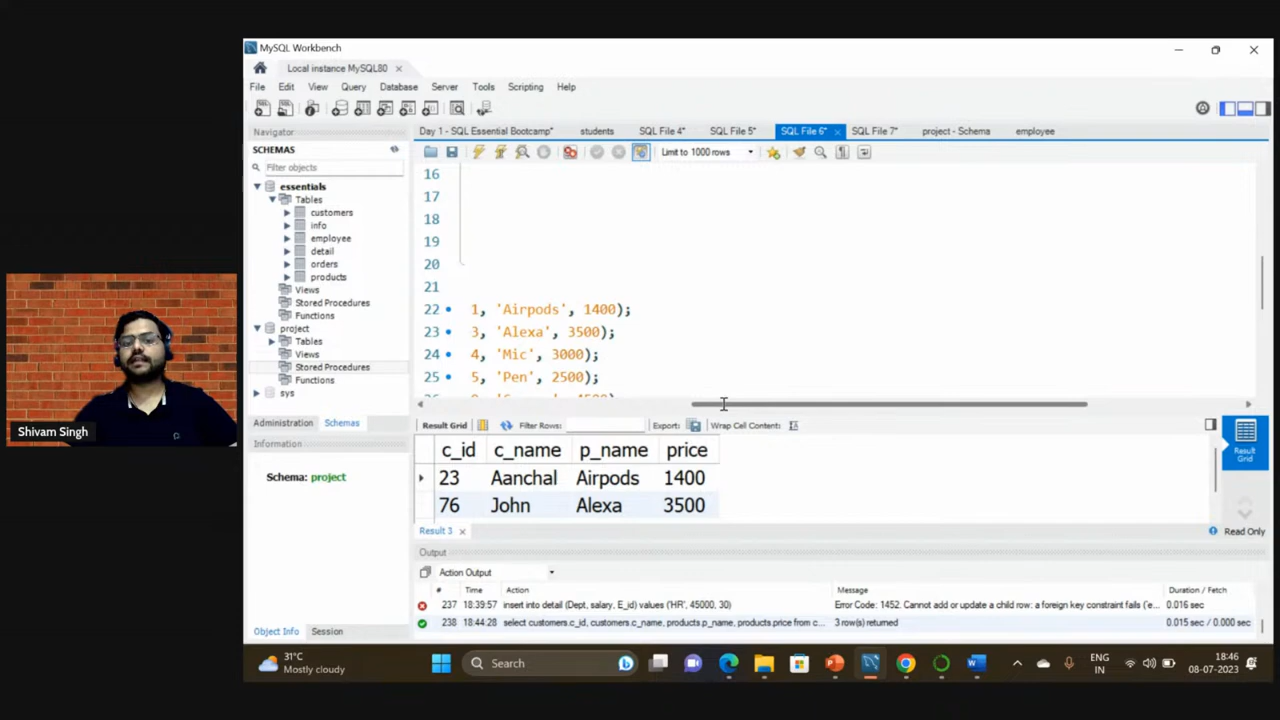 MySQL Workbench
Local instance MySQL80
File Edit View Query Database Server Tools Scripting Help
Navigator
SCHEMAS
Filter objects
essentials
Tables
customers
info
employee
detail
orders
products
Views
Stored Procedures
Functions
project
Tables
Views
Stored Procedures
Functions
sys
Administration Schemas
Information
Schema: project
Object Info Session
Day 1 - SQL Essential Bootcamp* students SQL File 4* SQL File 5* SQL File 6* SQL File 7* project - Schema employee
Limit to 1000 rows
16
17
18
19
20
21
22 1, 'Airpods', 1400);
23 3, 'Alexa', 3500);
24 4, 'Mic', 3000);
25 5, 'Pen', 2500);
Result Grid Filter Rows: Export: Wrap Cell Content:
c_id c_name p_name price
23 Aanchal Airpods 1400
76 John Alexa 3500
Result Grid
Result 3 Read Only
Output
Action Output
# Time Action Message Duration / Fetch
237 18:39:57 insert into detail (Dept, salary, E_id) values ('HR', 45000, 30) Error Code: 1452. Cannot add or update a child row: a foreign key constraint fails ('e... 0.016 sec
238 18:44:28 select customers.c_id, customers.c_name, products.p_name, products.price from c... 3 row(s) returned 0.015 sec / 0.000 sec
Shivam Singh
31°C
Mostly cloudy
Search
ENG
IN
18:46
08-07-2023